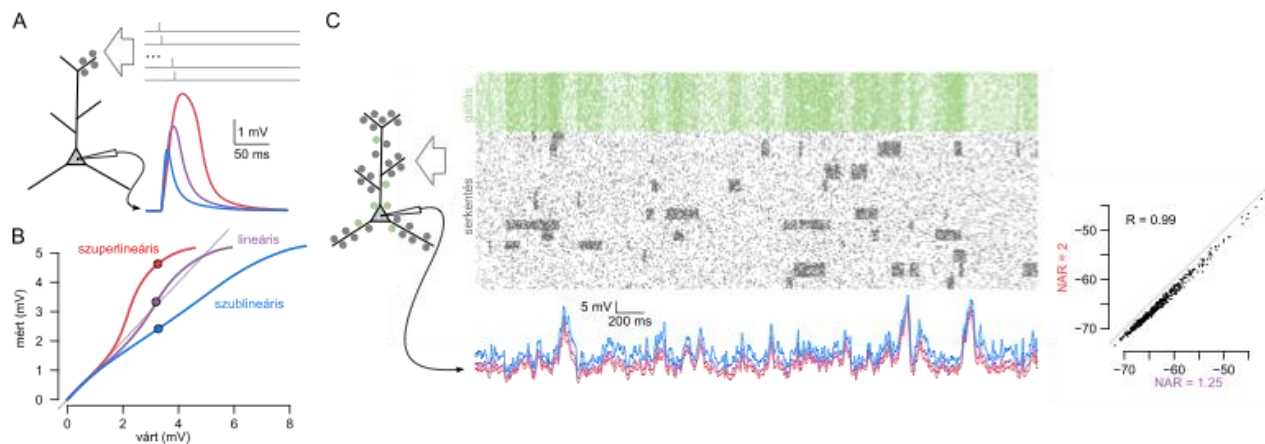 A
...
1 mV
50 ms
B
szuperlineáris
lineáris
szublineáris
mért (mV)
5
4
3
2
1
0
0 2 4 6 8
várt (mV)
C
gátlás
serkentés
5 mV
200 ms
R = 0.99
NAR = 2
−50
−60
−70
−70 −60 −50
NAR = 1.25